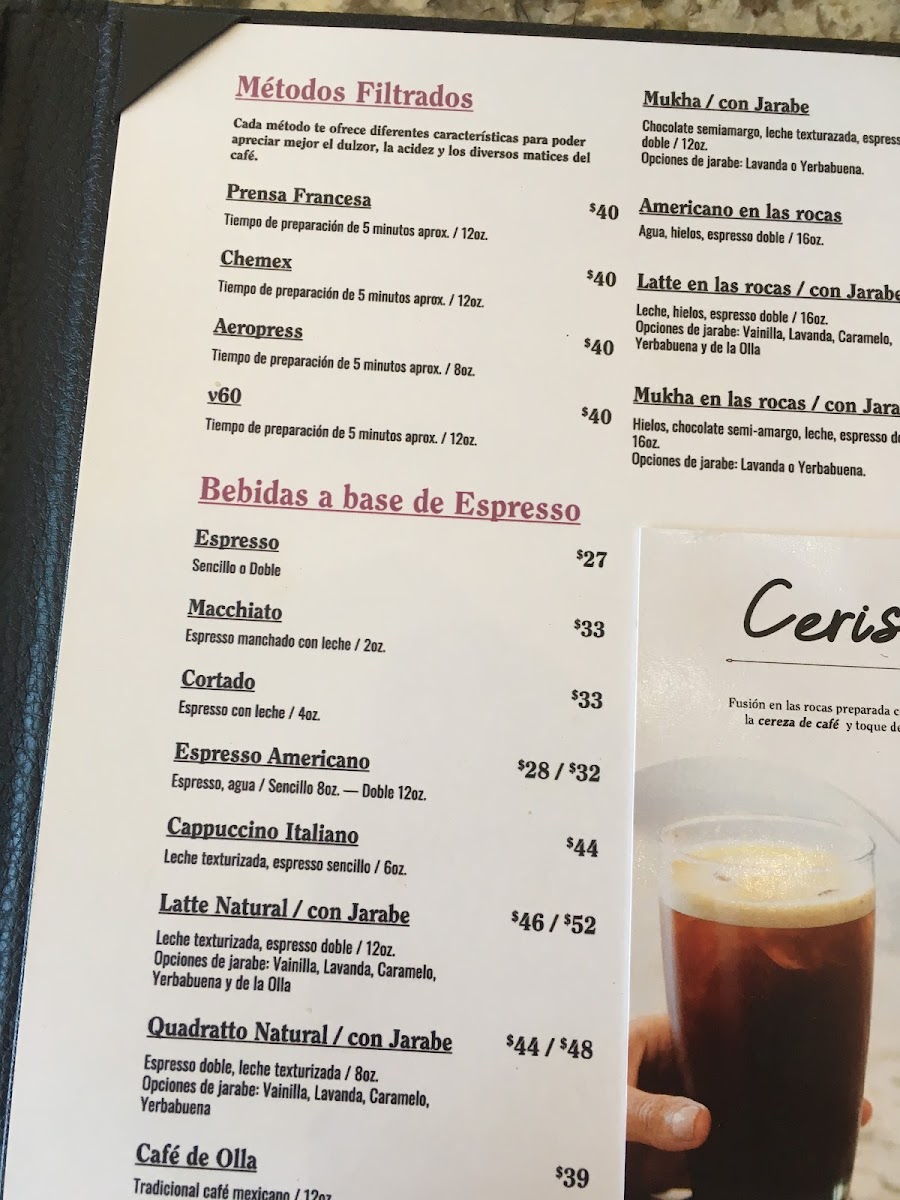 Métodos Filtrados
Cada método te ofrece diferentes características para poder
apreciar mejor el dulzor, la acidez y los diversos matices del
café.
Prensa Francesa $40
Tiempo de preparación de 5 minutos aprox. / 12oz.
Chemex $40
Tiempo de preparación de 5 minutos aprox. / 12oz.
Aeropress $40
Tiempo de preparación de 5 minutos aprox. / 8oz.
v60 $40
Tiempo de preparación de 5 minutos aprox. / 12oz.
Bebidas a base de Espresso
Espresso $27
Sencillo o Doble
Macchiato $33
Espresso manchado con leche / 2oz.
Cortado $33
Espresso con leche / 4oz.
Espresso Americano $28 / $32
Espresso, agua / Sencillo 8oz. — Doble 12oz.
Cappuccino Italiano $44
Leche texturizada, espresso sencillo / 6oz.
Latte Natural / con Jarabe $46 / $52
Leche texturizada, espresso doble / 12oz.
Opciones de jarabe: Vainilla, Lavanda, Caramelo,
Yerbabuena y de la Olla
Quadratto Natural / con Jarabe $44 / $48
Espresso doble, leche texturizada / 8oz.
Opciones de jarabe: Vainilla, Lavanda, Caramelo,
Yerbabuena
Café de Olla $39
Tradicional café mexicano / 12oz
Mukha / con Jarabe
Chocolate semiamargo, leche texturazada, espress
doble / 12oz.
Opciones de jarabe: Lavanda o Yerbabuena.
Americano en las rocas
Agua, hielos, espresso doble / 16oz.
Latte en las rocas / con Jarabe
Leche, hielos, espresso doble / 16oz.
Opciones de jarabe: Vainilla, Lavanda, Caramelo,
Yerbabuena y de la Olla
Mukha en las rocas / con Jara
Hielos, chocolate semi-amargo, leche, espresso do
16oz.
Opciones de jarabe: Lavanda o Yerbabuena.
Ceris
Fusión en las rocas preparada c
la cereza de café y toque de